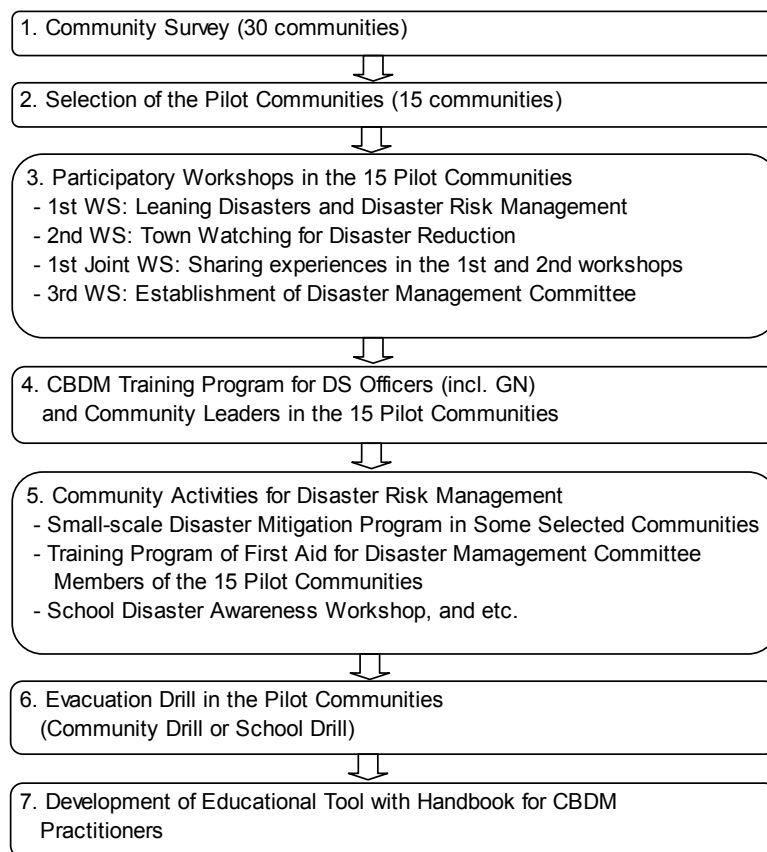 1. Community Survey (30 communities)
2. Selection of the Pilot Communities (15 communities)
3. Participatory Workshops in the 15 Pilot Communities
- 1st WS: Leaning Disasters and Disaster Risk Management
- 2nd WS: Town Watching for Disaster Reduction
- 1st Joint WS: Sharing experiences in the 1st and 2nd workshops
- 3rd WS: Establishment of Disaster Management Committee
4. CBDM Training Program for DS Officers (incl. GN)
and Community Leaders in the 15 Pilot Communities
5. Community Activities for Disaster Risk Management
- Small-scale Disaster Mitigation Program in Some Selected Communities
- Training Program of First Aid for Disaster Mamagement Committee
Members of the 15 Pilot Communities
- School Disaster Awareness Workshop, and etc.
6. Evacuation Drill in the Pilot Communities
(Community Drill or School Drill)
7. Development of Educational Tool with Handbook for CBDM
Practitioners